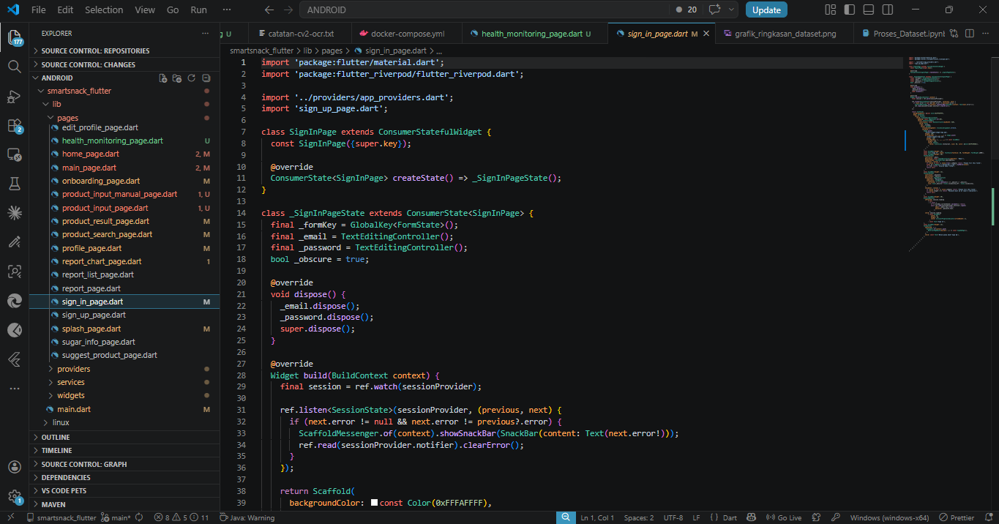 File Edit Selection View Go Run ··· ANDROID 20 Update
EXPLORER ···
SOURCE CONTROL: REPOSITORIES
SOURCE CONTROL: CHANGES
ANDROID
smartsnack_flutter
lib
pages
edit_profile_page.dart
health_monitoring_page.dart U
home_page.dart 2, M
main_page.dart 2, M
onboarding_page.dart M
product_input_manual_page.dart 1, U
product_input_page.dart 1, U
product_result_page.dart M
product_search_page.dart M
profile_page.dart M
report_chart_page.dart 1
report_list_page.dart
report_page.dart
sign_in_page.dart M
sign_up_page.dart
splash_page.dart M
sugar_info_page.dart
suggest_product_page.dart
providers
services
widgets
main.dart M
linux
OUTLINE
TIMELINE
SOURCE CONTROL: GRAPH
DEPENDENCIES
VS CODE PETS
MAVEN
177
2
1
g U catatan-cv2-ocr.txt docker-compose.yml health_monitoring_page.dart U sign_in_page.dart M grafik_ringkasan_dataset.png Proses_Dataset.ipynb ···
smartsnack_flutter > lib > pages > sign_in_page.dart > ...
1 import 'package:flutter/material.dart';
2 import 'package:flutter_riverpod/flutter_riverpod.dart';
3
4 import '../providers/app_providers.dart';
5 import 'sign_up_page.dart';
6
7 class SignInPage extends ConsumerStatefulWidget {
8 const SignInPage({super.key});
9
10 @override
11 ConsumerState<SignInPage> createState() => _SignInPageState();
12 }
13
14 class _SignInPageState extends ConsumerState<SignInPage> {
15 final _formKey = GlobalKey<FormState>();
16 final _email = TextEditingController();
17 final _password = TextEditingController();
18 bool _obscure = true;
19
20 @override
21 void dispose() {
22 _email.dispose();
23 _password.dispose();
24 super.dispose();
25 }
26
27 @override
28 Widget build(BuildContext context) {
29 final session = ref.watch(sessionProvider);
30
31 ref.listen<SessionState>(sessionProvider, (previous, next) {
32 if (next.error != null && next.error != previous?.error) {
33 ScaffoldMessenger.of(context).showSnackBar(SnackBar(content: Text(next.error!)));
34 ref.read(sessionProvider.notifier).clearError();
35 }
36 });
37
38 return Scaffold(
39 backgroundColor: const Color(0xFFFAFFFF),
smartsnack_flutter main* 8 5 11 Java: Warning Ln 1, Col 1 Spaces: 2 UTF-8 LF { } Dart Go Live Windows (windows-x64) Prettier